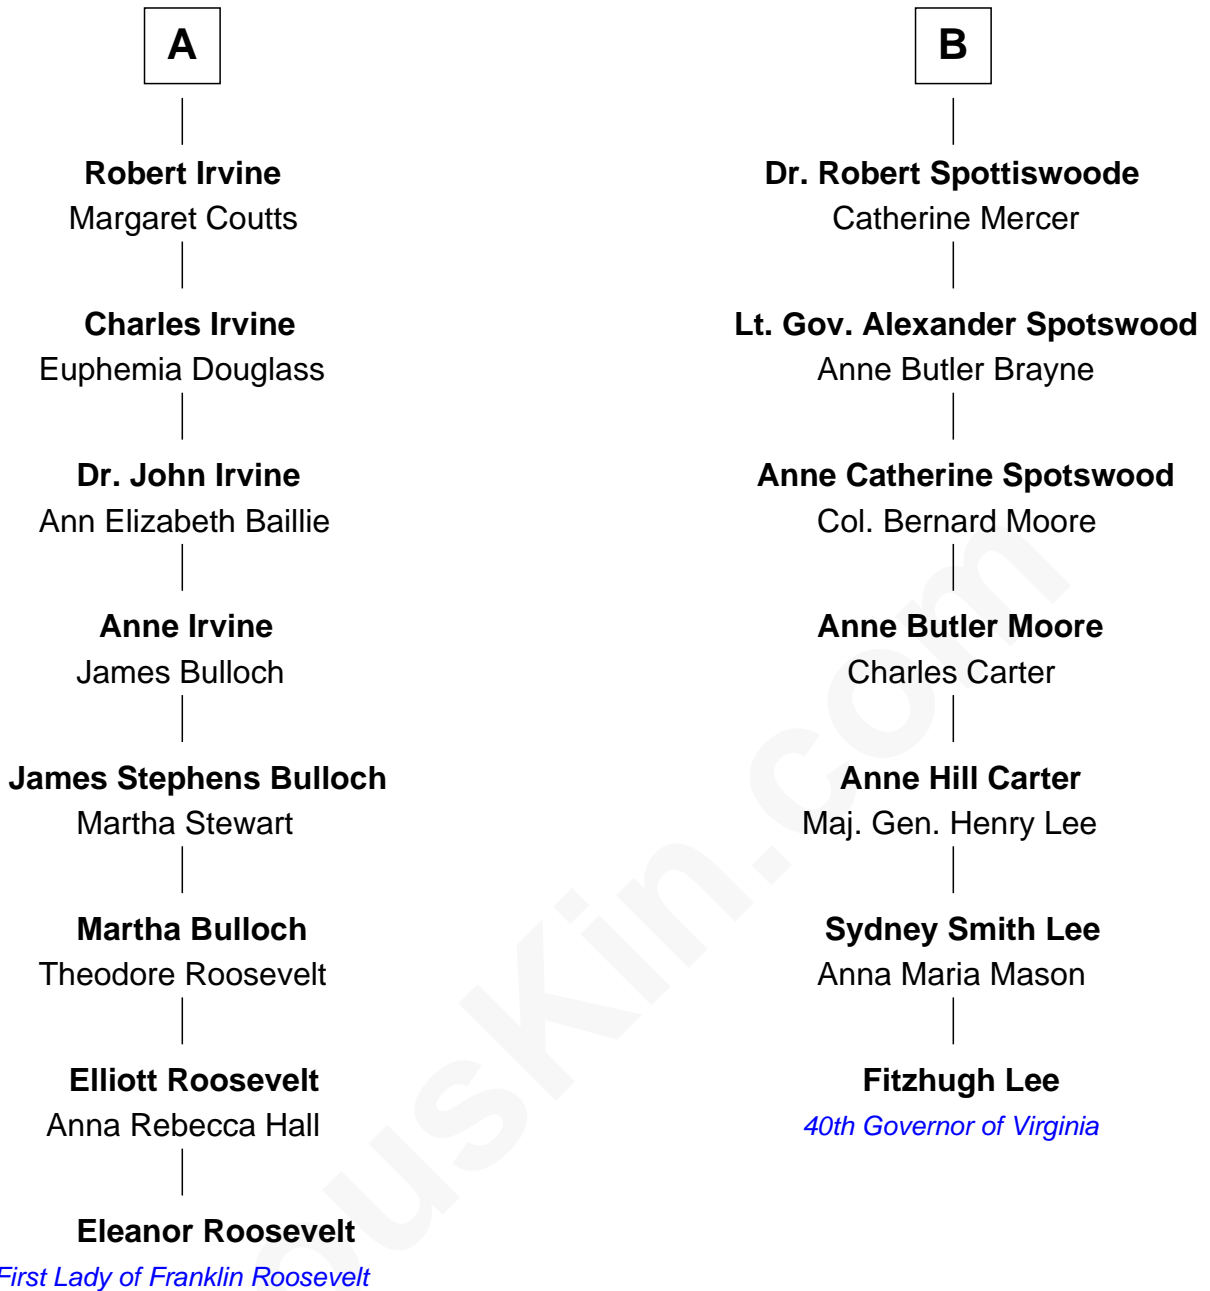 A
Robert Irvine
Margaret Coutts
Charles Irvine
Euphemia Douglass
Dr. John Irvine
Ann Elizabeth Baillie
Anne Irvine
James Bulloch
James Stephens Bulloch
Martha Stewart
Martha Bulloch
Theodore Roosevelt
Elliott Roosevelt
Anna Rebecca Hall
Eleanor Roosevelt
First Lady of Franklin Roosevelt
B
Dr. Robert Spottiswoode
Catherine Mercer
Lt. Gov. Alexander Spotswood
Anne Butler Brayne
Anne Catherine Spotswood
Col. Bernard Moore
Anne Butler Moore
Charles Carter
Anne Hill Carter
Maj. Gen. Henry Lee
Sydney Smith Lee
Anna Maria Mason
Fitzhugh Lee
40th Governor of Virginia
ousKin.com